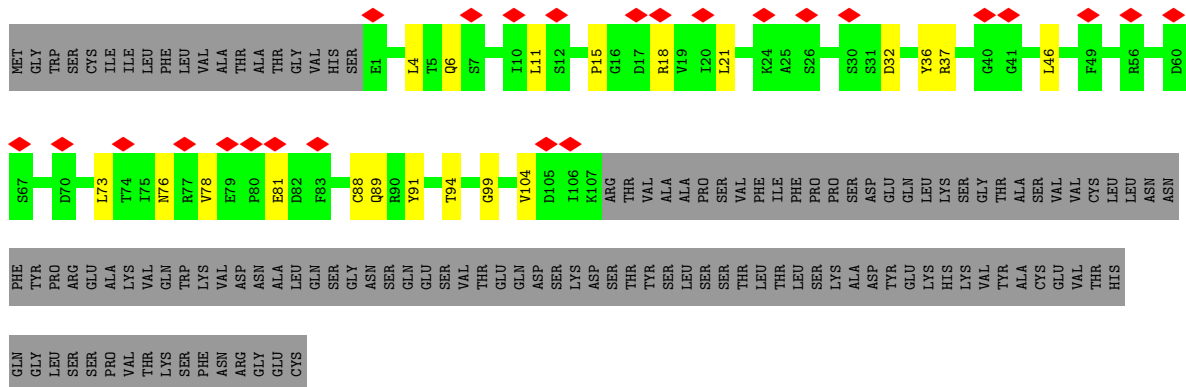 MET GLY TRP SER CYS ILE ILE LEU PHE LEU VAL ALA THR ALA THR GLY VAL HIS SER E1 L4 T5 Q6 S7 I10 L11 S12 P15 G16 D17 R18 V19 I20 L21 K24 A25 S26 S30 S31 D32 Y36 R37 G40 G41 L46 F49 R56 D60
S67 D70 L73 T74 I75 N76 R77 V78 E79 P80 E81 D82 F83 C88 Q89 R90 Y91 T94 G99 V104 D105 I106 K107 ARG THR VAL ALA ALA PRO SER VAL PHE ILE PHE PRO PRO SER ASP GLU GLN LEU LYS SER GLY THR ALA SER VAL VAL CYS LEU LEU ASN ASN
PHE TYR PRO ARG GLU ALA LYS VAL GLN TRP LYS VAL ASP ASN ALA LEU GLN SER GLY ASN SER GLN GLU SER VAL THR GLU GLN ASP SER LYS ASP SER THR TYR SER LEU SER SER THR LEU THR LEU SER LYS ALA ASP TYR GLU LYS HIS LYS VAL TYR ALA CYS GLU VAL THR HIS
GLN GLY LEU SER SER PRO VAL THR LYS SER PHE ASN ARG GLY GLU CYS